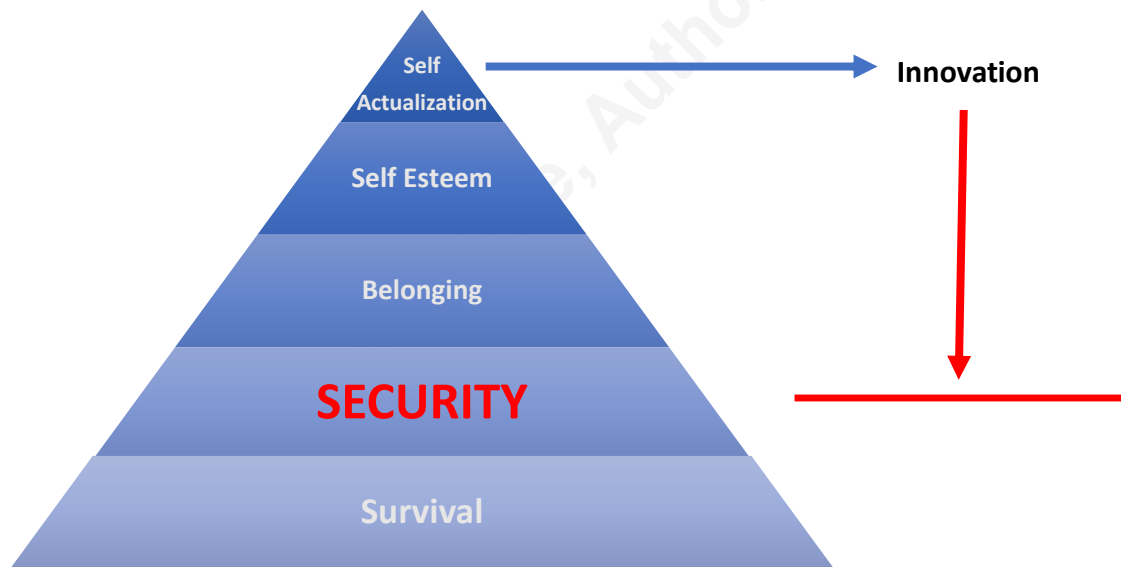 Self
Actualization
Innovation
Self Esteem
Belonging
SECURITY
Survival